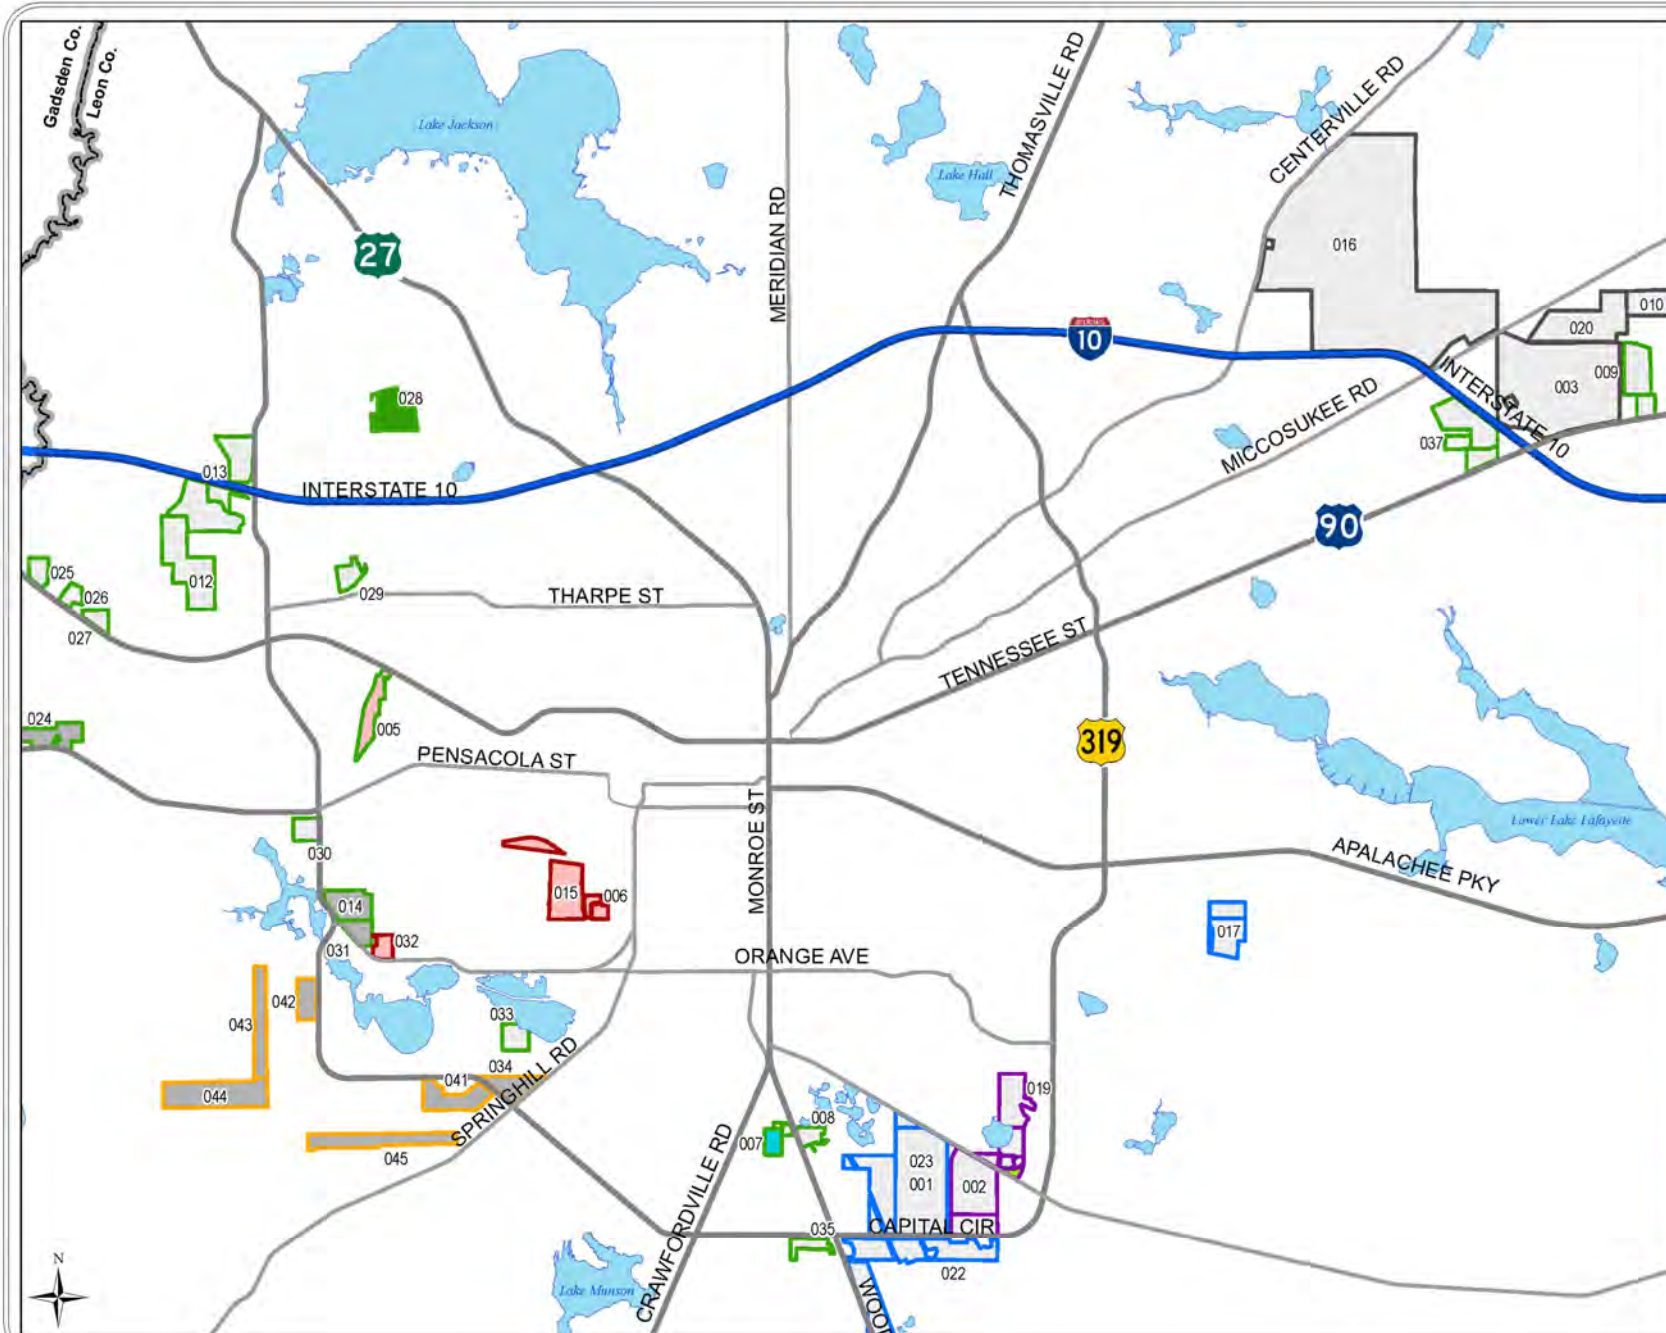 Gadsden Co.
Leon Co.
Lake Jackson
THOMASVILLE RD
CENTERVILLE RD
Lake Hall
MERIDIAN RD
27
016
010
020
10
009
003
INTERSTATE 10
028
MICCOSUKEE RD
037
013
INTERSTATE 10
90
025
012
026
029
THARPE ST
027
TENNESSEE ST
024
005
319
PENSACOLA ST
MONROE ST
Lower Lake Lafayette
030
APALACHEE PKY
015
006
014
017
032
031
ORANGE AVE
042
043
033
034
041
SPRINGHILL RD
044
019
008
007
045
CRAWFORDVILLE RD
023
001
002
035
CAPITAL CIR
022
N
Lake Munson
WOO